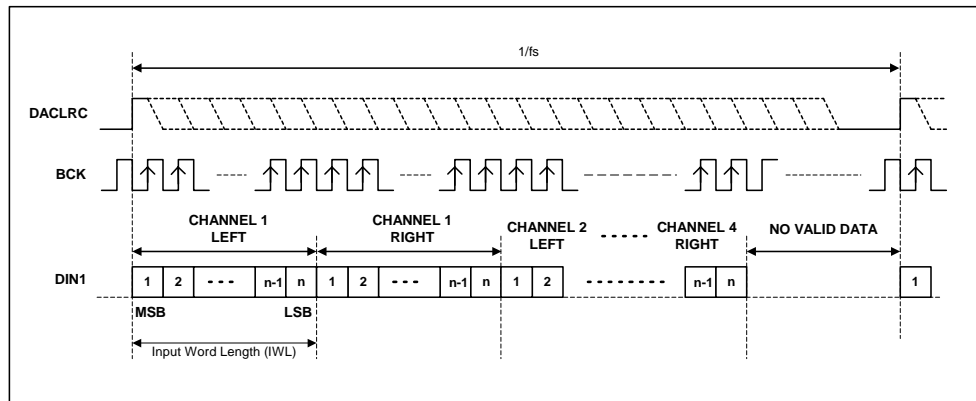 1/fs
DACLRC
BCK
CHANNEL 1
LEFT
CHANNEL 1
RIGHT
CHANNEL 2
LEFT
CHANNEL 4
RIGHT
NO VALID DATA
DIN1
1 2 n-1 n 1 2 n-1 n 1 2 n-1 n 1
MSB LSB
Input Word Length (IWL)